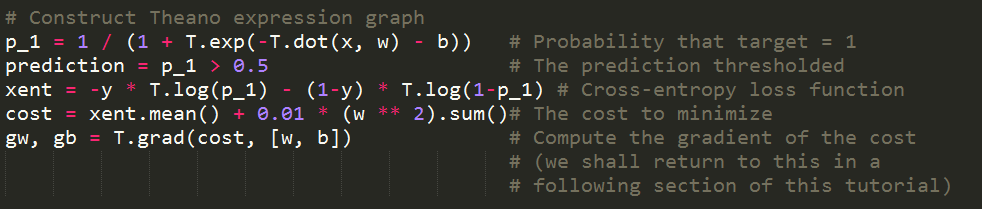 # Construct Theano expression graph
p_1 = 1 / (1 + T.exp(-T.dot(x, w) - b))   # Probability that target = 1
prediction = p_1 > 0.5                    # The prediction thresholded
xent = -y * T.log(p_1) - (1-y) * T.log(1-p_1) # Cross-entropy loss function
cost = xent.mean() + 0.01 * (w ** 2).sum()# The cost to minimize
gw, gb = T.grad(cost, [w, b])             # Compute the gradient of the cost
                                          # (we shall return to this in a
                                          # following section of this tutorial)